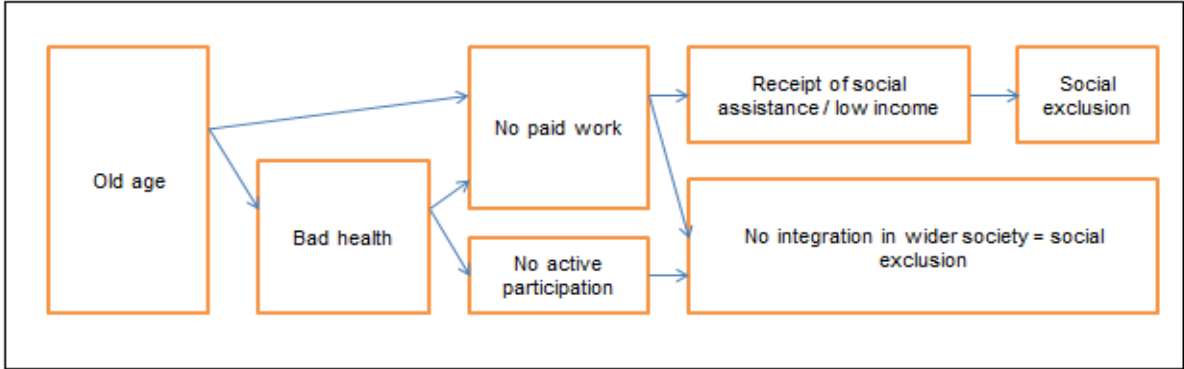 Old age
Bad health
No paid work
No active
participation
Receipt of social
assistance / low income
Social
exclusion
No integration in wider society = social
exclusion